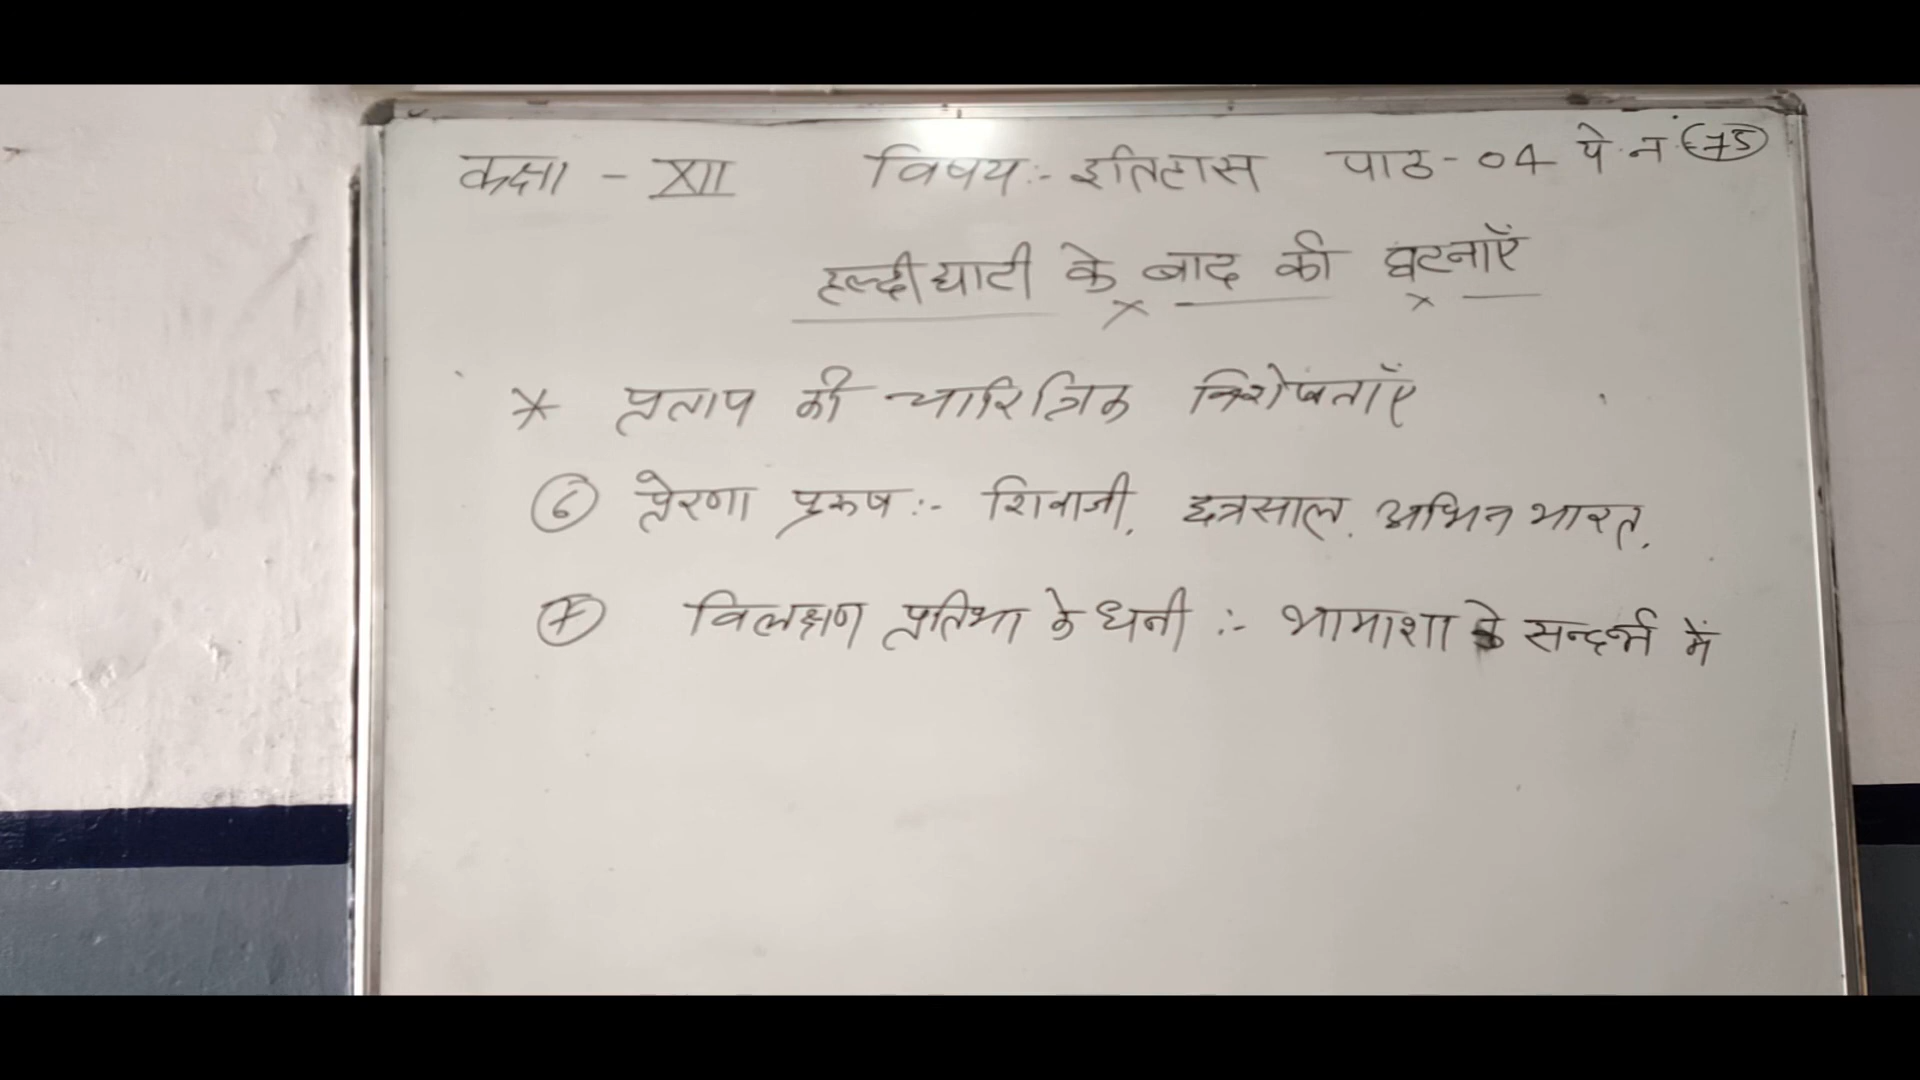 कक्षा - XII विषय:- इतिहास पाठ-04 पे.नं. 75
हल्दीघाटी के बाद की घटनाएँ
* प्रताप की चारित्रिक विशेषताएँ
⑥ प्रेरणा पुरुष:- शिवाजी, छत्रसाल, अभिन भारत,
⑦ विलक्षण प्रतिभा के धनी :- भामाशा के सन्दर्भ में